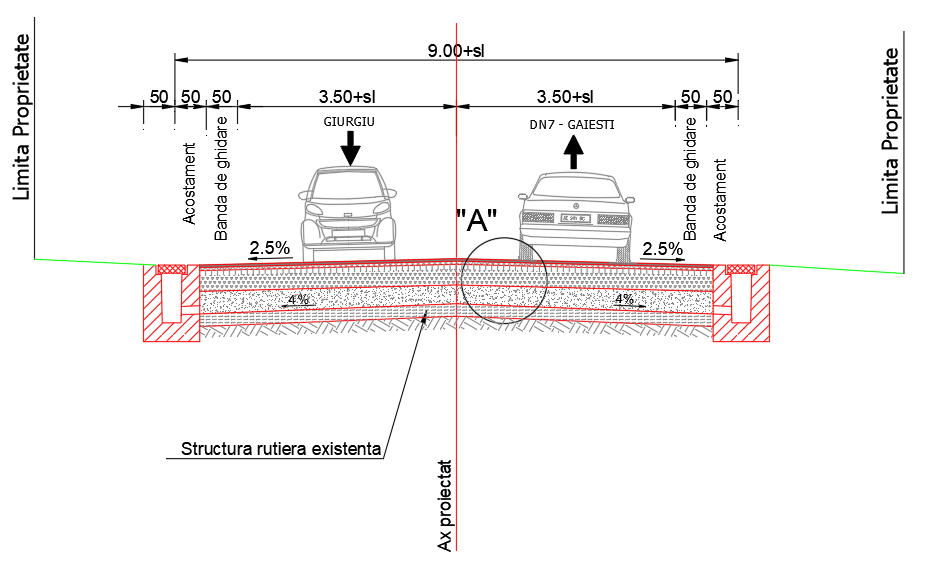 Limita Proprietate
9.00+sl
50 50 50 3.50+sl 3.50+sl 50 50
GIURGIU
DN7 - GAIESTI
Acostament
Banda de ghidare
Banda de ghidare
Acostament
Limita Proprietate
"A"
2.5%
2.5%
4%
4%
Structura rutiera existenta
Ax proiectat